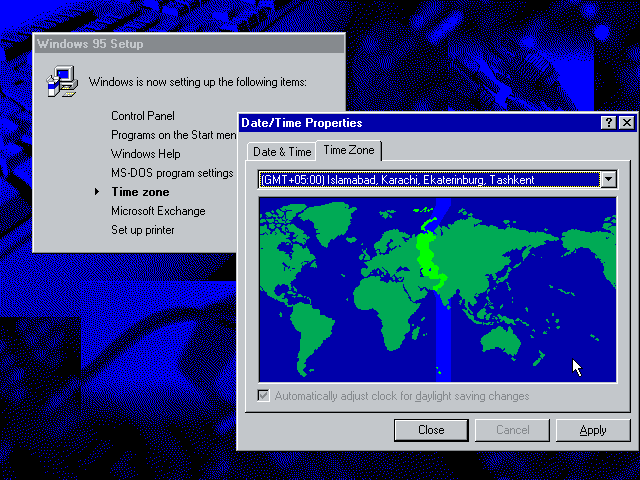 Windows 95 Setup
Windows is now setting up the following items:
Control Panel
Programs on the Start men
Windows Help
MS-DOS program settings
Time zone
Microsoft Exchange
Set up printer
Date/Time Properties
Date & Time
Time Zone
(GMT+05:00) Islamabad, Karachi, Ekaterinburg, Tashkent
Automatically adjust clock for daylight saving changes
Close
Cancel
Apply